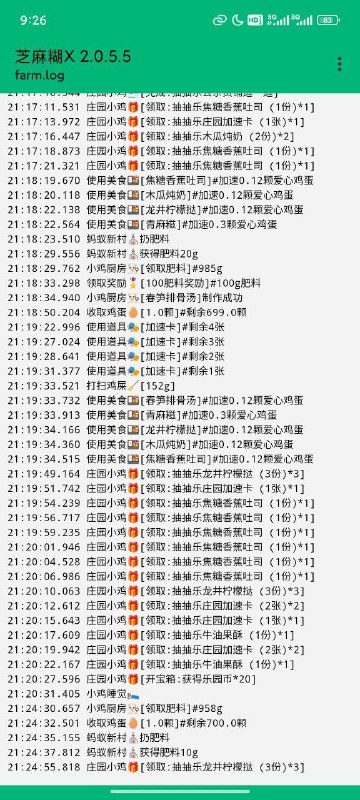 9:26
HD
5G
5G
83
芝麻糊X 2.0.5.5
farm.log
21:17:11.531 庄园小鸡🎁[领取:抽抽乐焦糖香蕉吐司 (1份)*1]
21:17:13.972 庄园小鸡🎁[领取:抽抽乐庄园加速卡 (1张)*1]
21:17:16.447 庄园小鸡🎁[领取:抽抽乐木瓜炖奶 (2份)*2]
21:17:18.873 庄园小鸡🎁[领取:抽抽乐焦糖香蕉吐司 (1份)*1]
21:17:21.321 庄园小鸡🎁[领取:抽抽乐焦糖香蕉吐司 (1份)*1]
21:18:19.670 使用美食🍱[焦糖香蕉吐司]#加速0.12颗爱心鸡蛋
21:18:20.118 使用美食🍱[木瓜炖奶]#加速0.12颗爱心鸡蛋
21:18:22.138 使用美食🍱[龙井柠檬挞]#加速0.12颗爱心鸡蛋
21:18:22.564 使用美食🍱[青麻糍]#加速0.3颗爱心鸡蛋
21:18:23.510 蚂蚁新村⛪扔肥料
21:18:29.556 蚂蚁新村⛪获得肥料20g
21:18:29.762 小鸡厨房👨🏻‍🍳[领取肥料]#985g
21:18:33.298 领取奖励🎖️[100肥料奖励]#100g肥料
21:18:34.940 小鸡厨房👨🏻‍🍳[春笋排骨汤]制作成功
21:18:50.204 收取鸡蛋🥚[1.0颗]#剩余699.0颗
21:19:22.996 使用道具🎭[加速卡]#剩余4张
21:19:27.024 使用道具🎭[加速卡]#剩余3张
21:19:28.641 使用道具🎭[加速卡]#剩余2张
21:19:31.377 使用道具🎭[加速卡]#剩余1张
21:19:33.521 打扫鸡屎🧹[152g]
21:19:33.732 使用美食🍱[春笋排骨汤]#加速0.12颗爱心鸡蛋
21:19:33.913 使用美食🍱[青麻糍]#加速0.3颗爱心鸡蛋
21:19:34.166 使用美食🍱[龙井柠檬挞]#加速0.12颗爱心鸡蛋
21:19:34.360 使用美食🍱[木瓜炖奶]#加速0.12颗爱心鸡蛋
21:19:34.515 使用美食🍱[焦糖香蕉吐司]#加速0.12颗爱心鸡蛋
21:19:49.164 庄园小鸡🎁[领取:抽抽乐龙井柠檬挞 (3份)*3]
21:19:51.742 庄园小鸡🎁[领取:抽抽乐庄园加速卡 (1张)*1]
21:19:54.239 庄园小鸡🎁[领取:抽抽乐焦糖香蕉吐司 (1份)*1]
21:19:56.717 庄园小鸡🎁[领取:抽抽乐焦糖香蕉吐司 (1份)*1]
21:19:59.235 庄园小鸡🎁[领取:抽抽乐焦糖香蕉吐司 (1份)*1]
21:20:01.946 庄园小鸡🎁[领取:抽抽乐焦糖香蕉吐司 (1份)*1]
21:20:04.528 庄园小鸡🎁[领取:抽抽乐焦糖香蕉吐司 (1份)*1]
21:20:06.986 庄园小鸡🎁[领取:抽抽乐焦糖香蕉吐司 (1份)*1]
21:20:10.063 庄园小鸡🎁[领取:抽抽乐龙井柠檬挞 (3份)*3]
21:20:12.612 庄园小鸡🎁[领取:抽抽乐庄园加速卡 (2张)*2]
21:20:15.643 庄园小鸡🎁[领取:抽抽乐庄园加速卡 (1张)*1]
21:20:17.609 庄园小鸡🎁[领取:抽抽乐牛油果酥 (1份)*1]
21:20:19.942 庄园小鸡🎁[领取:抽抽乐庄园加速卡 (2张)*2]
21:20:22.167 庄园小鸡🎁[领取:抽抽乐牛油果酥 (1份)*1]
21:20:27.596 庄园小鸡🎁[开宝箱:获得乐园币*20]
21:20:31.405 小鸡睡觉🛌
21:24:30.657 小鸡厨房👨🏻‍🍳[领取肥料]#958g
21:24:32.501 收取鸡蛋🥚[1.0颗]#剩余700.0颗
21:24:35.155 蚂蚁新村⛪扔肥料
21:24:37.812 蚂蚁新村⛪获得肥料10g
21:24:55.818 庄园小鸡🎁[领取:抽抽乐龙井柠檬挞 (3份)*3]